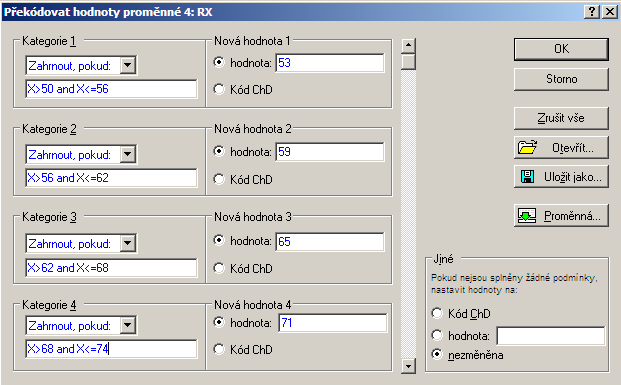 Překódovat hodnoty proměnné 4: RX
Kategorie 1
Zahrnout, pokud:
X>50 and X<=56
Nová hodnota 1
hodnota: 53
Kód ChD
Kategorie 2
Zahrnout, pokud:
X>56 and X<=62
Nová hodnota 2
hodnota: 59
Kód ChD
Kategorie 3
Zahrnout, pokud:
X>62 and X<=68
Nová hodnota 3
hodnota: 65
Kód ChD
Kategorie 4
Zahrnout, pokud:
X>68 and X<=74
Nová hodnota 4
hodnota: 71
Kód ChD
OK
Storno
Zrušit vše
Otevřít...
Uložit jako...
Proměnná...
Jiné
Pokud nejsou splněny žádné podmínky,
nastavit hodnoty na:
Kód ChD
hodnota:
nezměněna